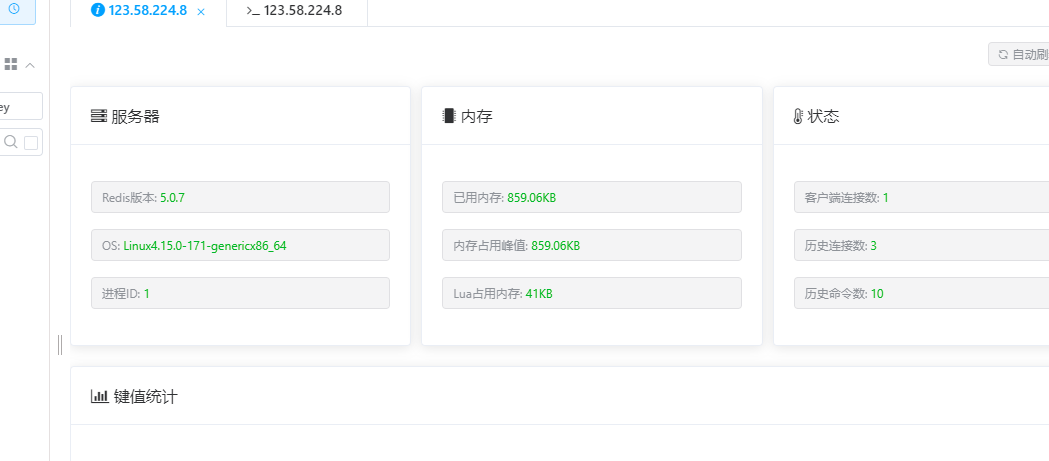 123.58.224.8
>_ 123.58.224.8
自动刷
ey
服务器
内存
状态
Redis版本: 5.0.7
已用内存: 859.06KB
客户端连接数: 1
OS: Linux4.15.0-171-genericx86_64
内存占用峰值: 859.06KB
历史连接数: 3
进程ID: 1
Lua占用内存: 41KB
历史命令数: 10
键值统计